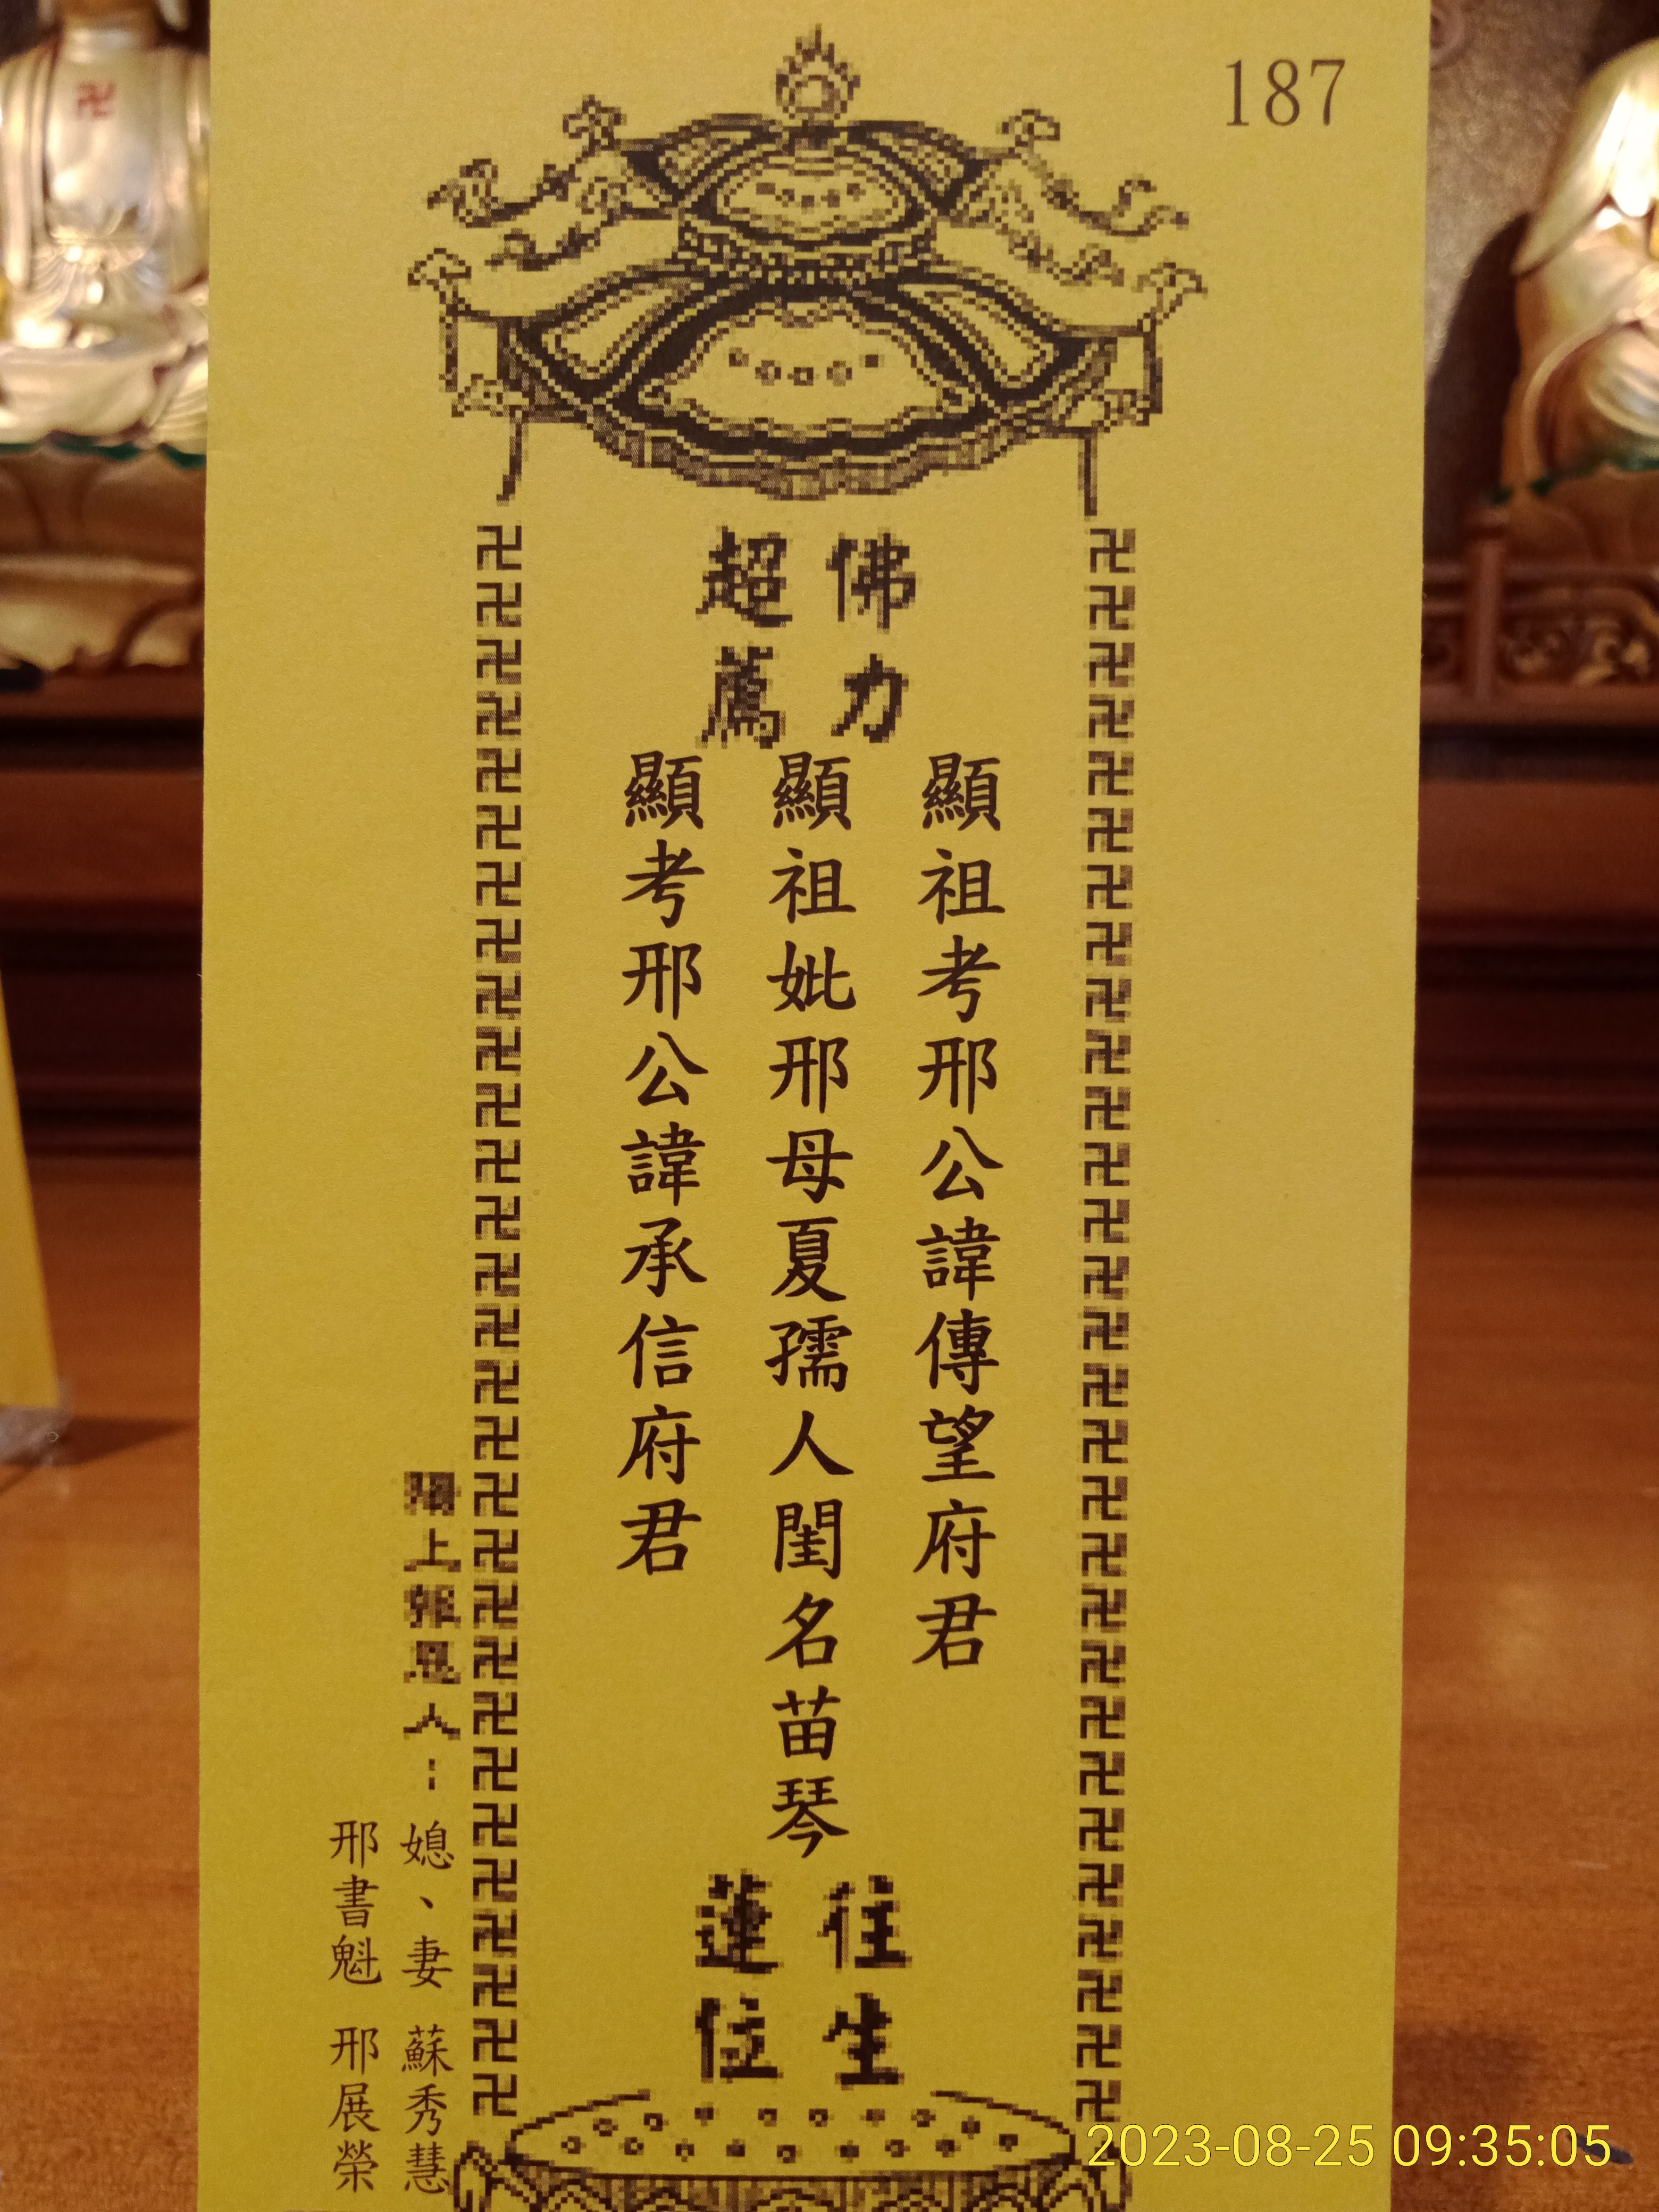 187
佛力
超薦
顯祖考邢公諱傳望府君
顯祖妣邢母夏孺人閨名苗琴
顯考邢公諱承信府君
往生
蓮位
陽上報恩人：
媳、妻 蘇秀慧
邢書魁 邢展榮
2023-08-25 09:35:05